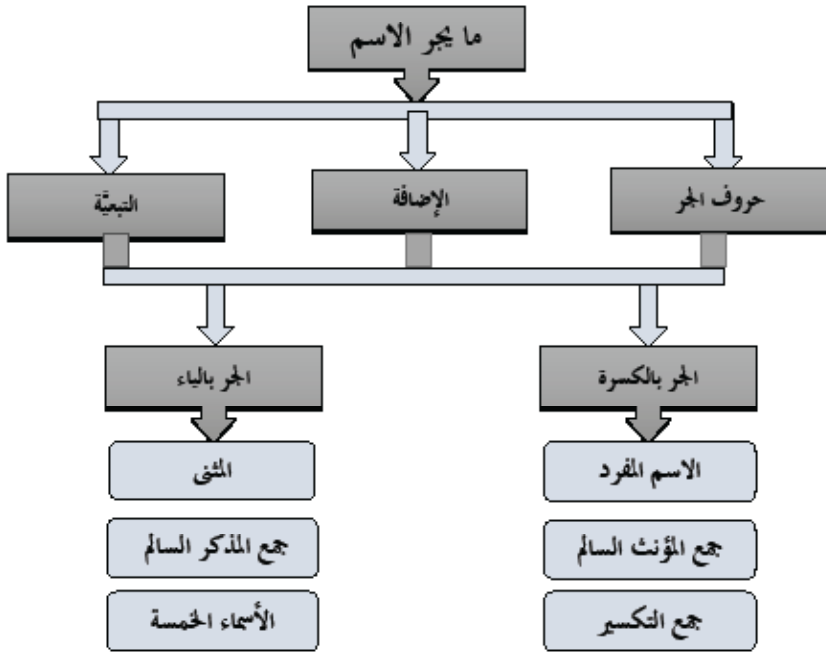 ما يجر الاسم
حروف الجر
الإضافة
التبعيَّة
الجر بالكسرة
الجر بالياء
الاسم المفرد
المثنى
جمع المؤنث السالم
جمع المذكر السالم
جمع التكسير
الأسماء الخمسة